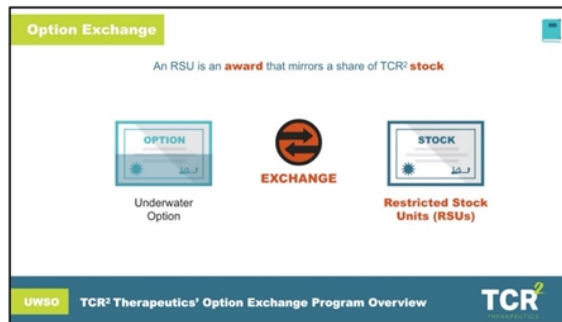 Option Exchange
An RSU is an award that mirrors a share of TCR² stock
OPTION
STOCK
EXCHANGE
Underwater
Option
Restricted Stock
Units (RSUs)
UWSO
TCR² Therapeutics' Option Exchange Program Overview
TCR²
THERAPEUTICS